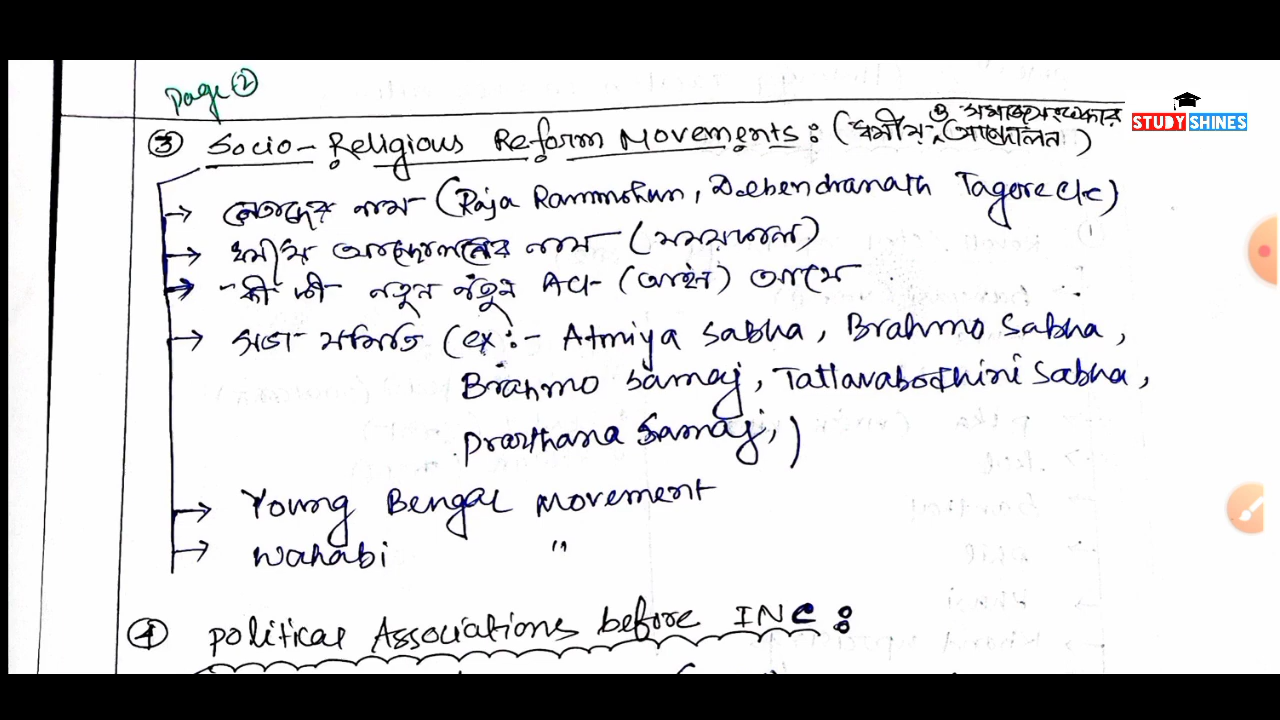 Page ②
③ Socio-Religious Reform Movements: (ধর্মীয় ও সমাজসংস্কার আন্দোলন)
STUDY SHINES
→ নেতাদের নাম (Raja Rammohun, Debendranath Tagore etc)
→ ধর্মীয় আন্দোলনের নাম (সময়কাল)
→ কী কী নতুন নতুন Act (আইন) আসে
→ সভা সমিতি (ex:- Atmiya Sabha, Brahmo Sabha,
Brahmo Samaj, Tattavabodhini Sabha,
Prarthana Samaj,)
→ Young Bengal Movement
→ Wahabi "
④ Political Associations before INC: